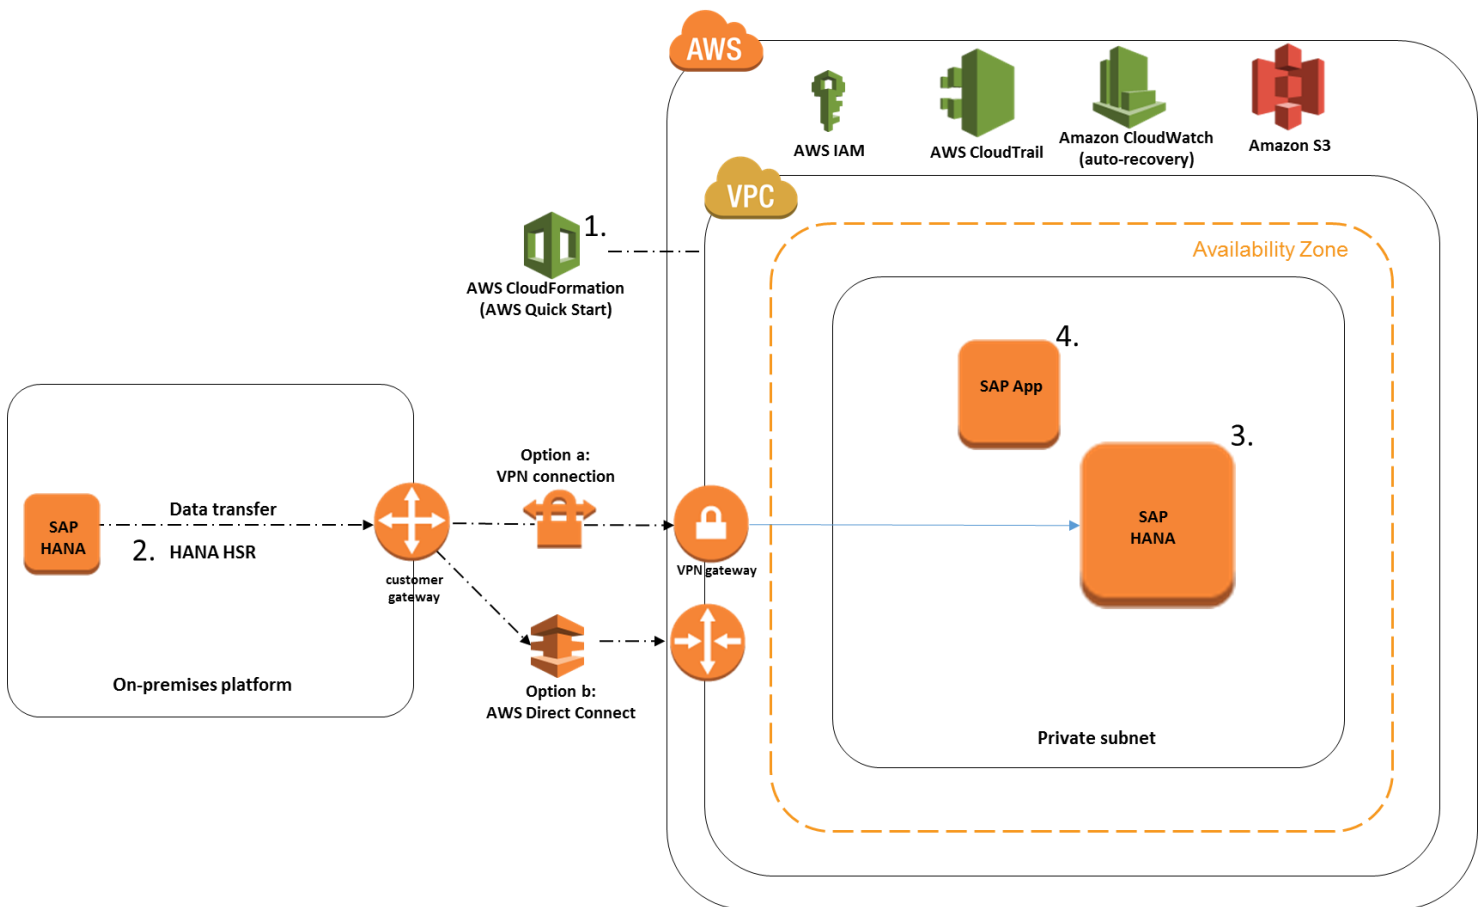 AWS
AWS IAM
AWS CloudTrail
Amazon CloudWatch
(auto-recovery)
Amazon S3
VPC
1.
AWS CloudFormation
(AWS Quick Start)
Availability Zone
4.
SAP App
3.
SAP
HANA
Option a:
VPN connection
SAP
HANA
Data transfer
2.
HANA HSR
customer
gateway
VPN gateway
Option b:
AWS Direct Connect
On-premises platform
Private subnet